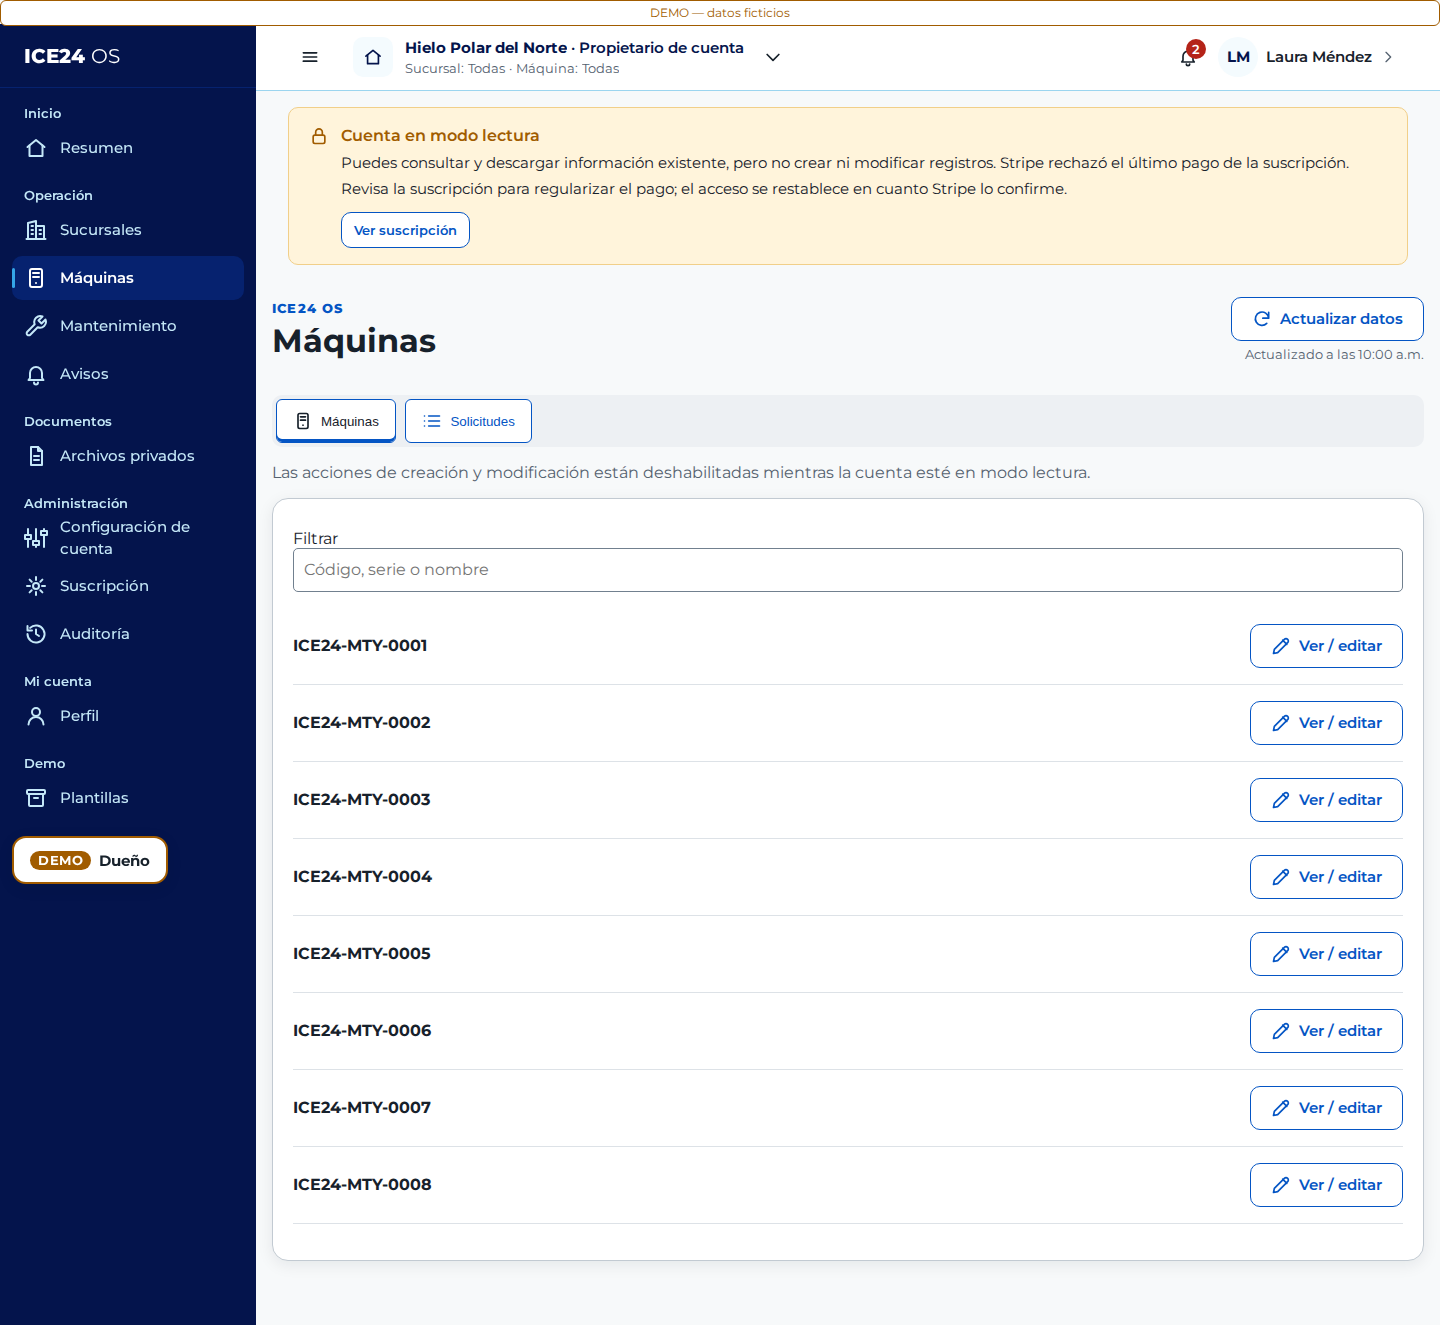 DEMO — datos ficticios
ICE24 OS
Inicio
Resumen
Operación
Sucursales
Máquinas
Mantenimiento
Avisos
Documentos
Archivos privados
Administración
Configuración de
cuenta
Suscripción
Auditoría
Mi cuenta
Perfil
Demo
Plantillas
DEMO Dueño
Hielo Polar del Norte · Propietario de cuenta
Sucursal: Todas · Máquina: Todas
2
LM Laura Méndez
Cuenta en modo lectura
Puedes consultar y descargar información existente, pero no crear ni modificar registros. Stripe rechazó el último pago de la suscripción.
Revisa la suscripción para regularizar el pago; el acceso se restablece en cuanto Stripe lo confirme.
Ver suscripción
ICE24 OS
Máquinas
Actualizar datos
Actualizado a las 10:00 a.m.
Máquinas
Solicitudes
Las acciones de creación y modificación están deshabilitadas mientras la cuenta esté en modo lectura.
Filtrar
Código, serie o nombre
ICE24-MTY-0001
Ver / editar
ICE24-MTY-0002
Ver / editar
ICE24-MTY-0003
Ver / editar
ICE24-MTY-0004
Ver / editar
ICE24-MTY-0005
Ver / editar
ICE24-MTY-0006
Ver / editar
ICE24-MTY-0007
Ver / editar
ICE24-MTY-0008
Ver / editar